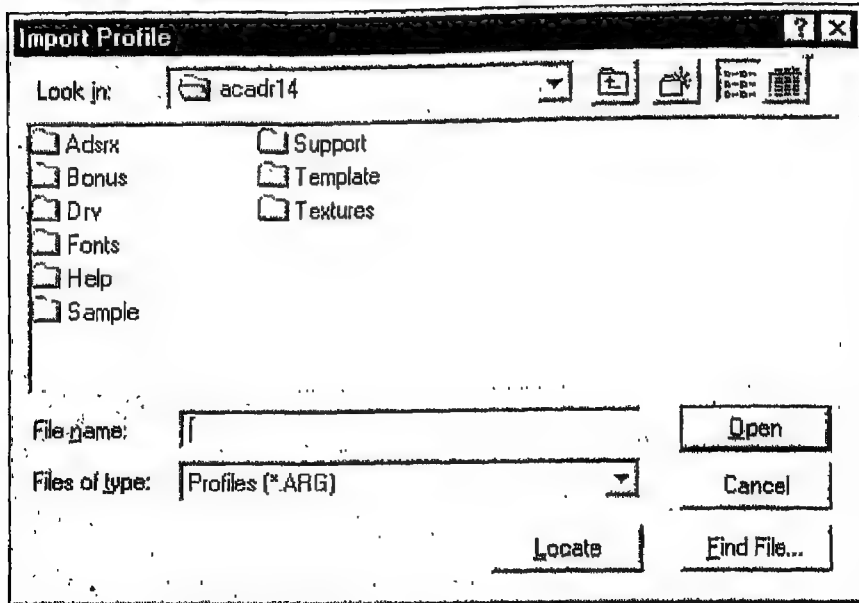 Import Profile
Look in: acadr14
Adsrx
Bonus
Drv
Fonts
Help
Sample
Support
Template
Textures
File name:
Open
Files of type: Profiles (*.ARG)
Cancel
Locate
Find File...